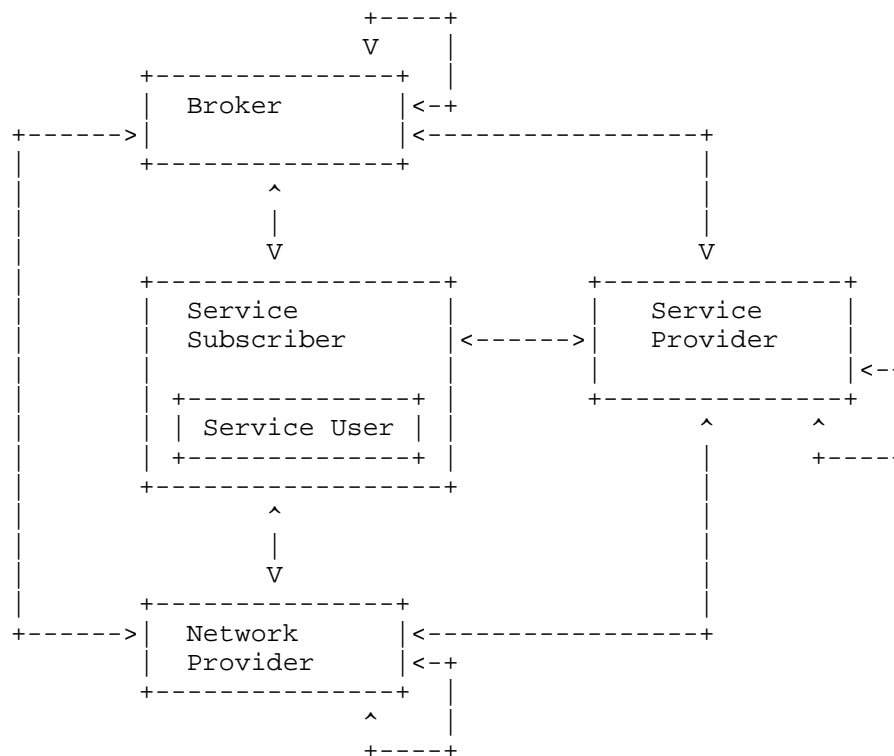 Broker
Service
Subscriber
Service
Provider
Service User
Network
Provider